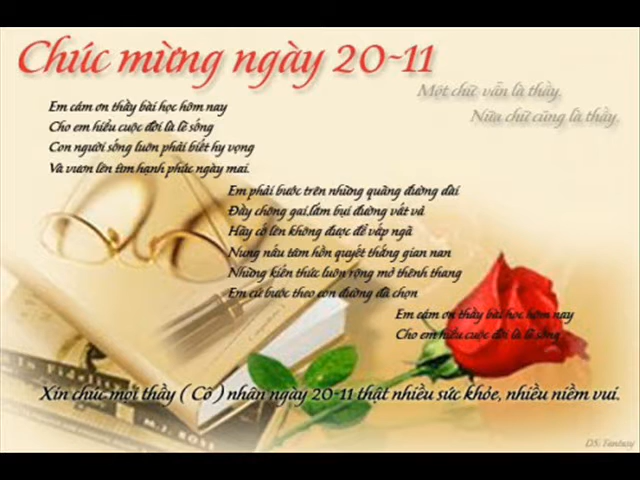 Chúc mừng ngày 20-11
Một chữ vẫn là thầy.
Nửa chữ cũng là thầy.
Em cám ơn thầy bài học hôm nay
Cho em hiểu cuộc đời là lẽ sống
Con người sống luôn phải biết hy vọng
Và vươn lên tìm hạnh phúc ngày mai.
Em phải bước trên những quãng đường dài
Đầy chông gai,lắm bụi đường vất vả
Hãy cố lên không được để vấp ngã
Nung nấu tâm hồn quyết thắng gian nan
Những kiến thức luôn rộng mở thênh thang
Em cứ bước theo con đường đã chọn
Em cám ơn thầy bài học hôm nay
Cho em hiểu cuộc đời là lẽ sống
Xin chúc mọi thầy ( Cô ) nhân ngày 20-11 thật nhiều sức khỏe, nhiều niềm vui.
M.J. ROSE
DS: Fantasy